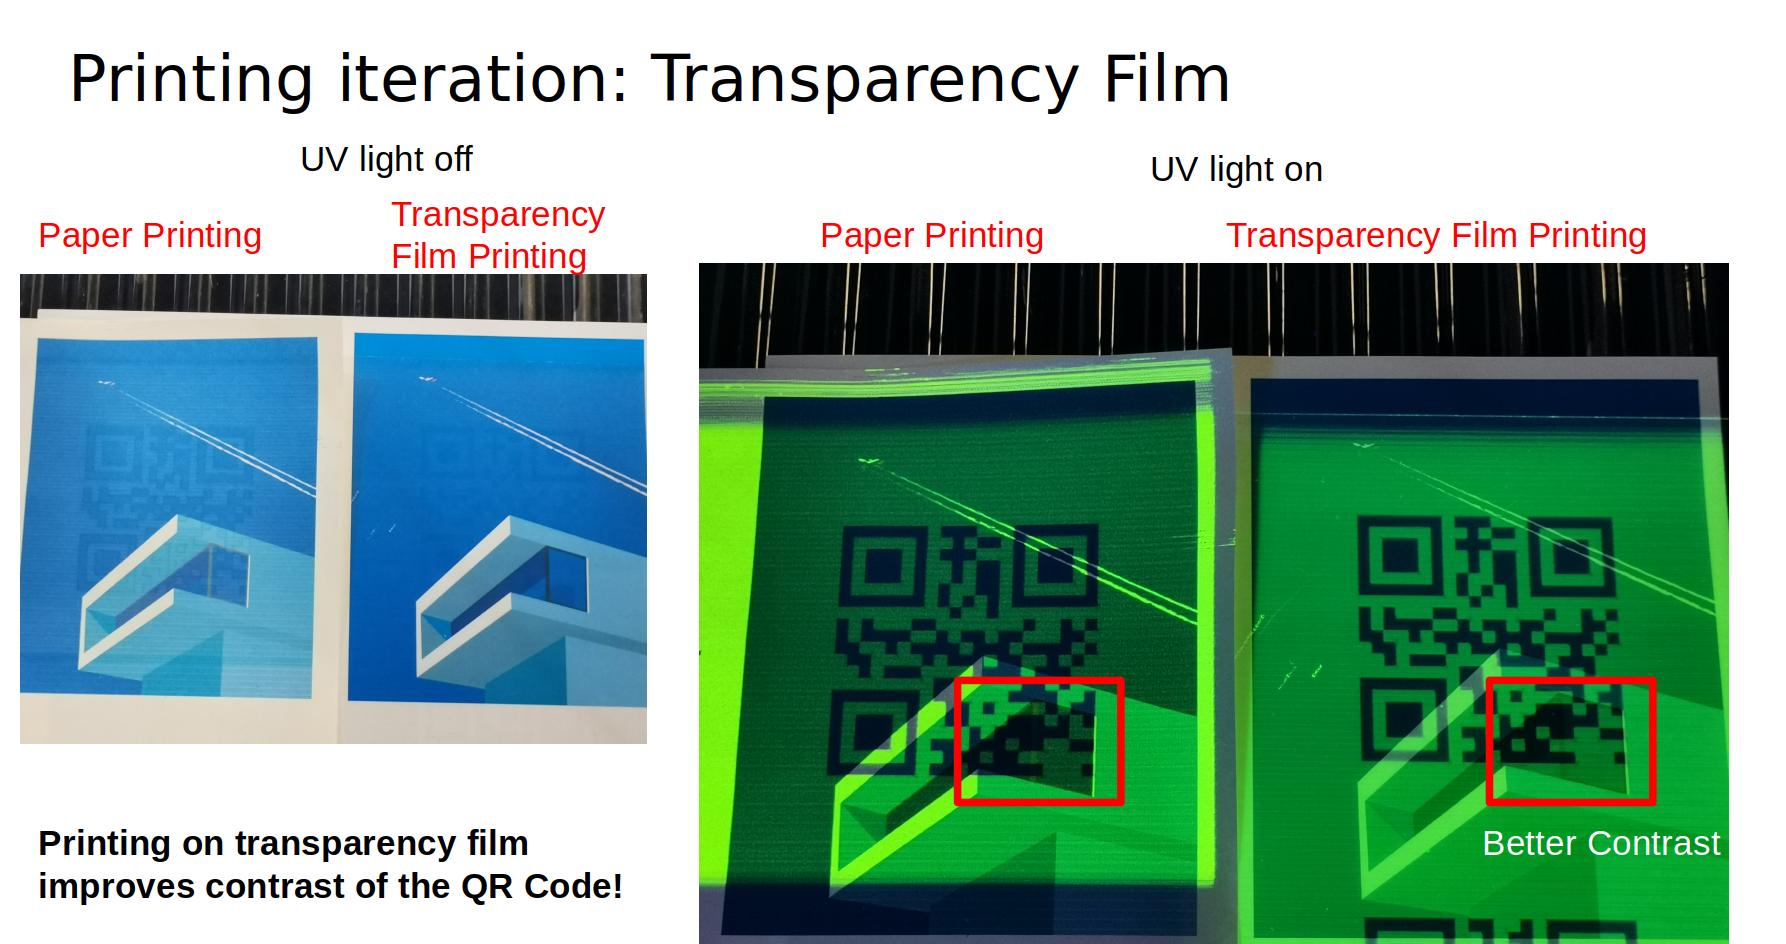 Printing iteration: Transparency Film
UV light off
UV light on
Paper Printing
Transparency
Film Printing
Paper Printing
Transparency Film Printing
Better Contrast
Printing on transparency film
improves contrast of the QR Code!